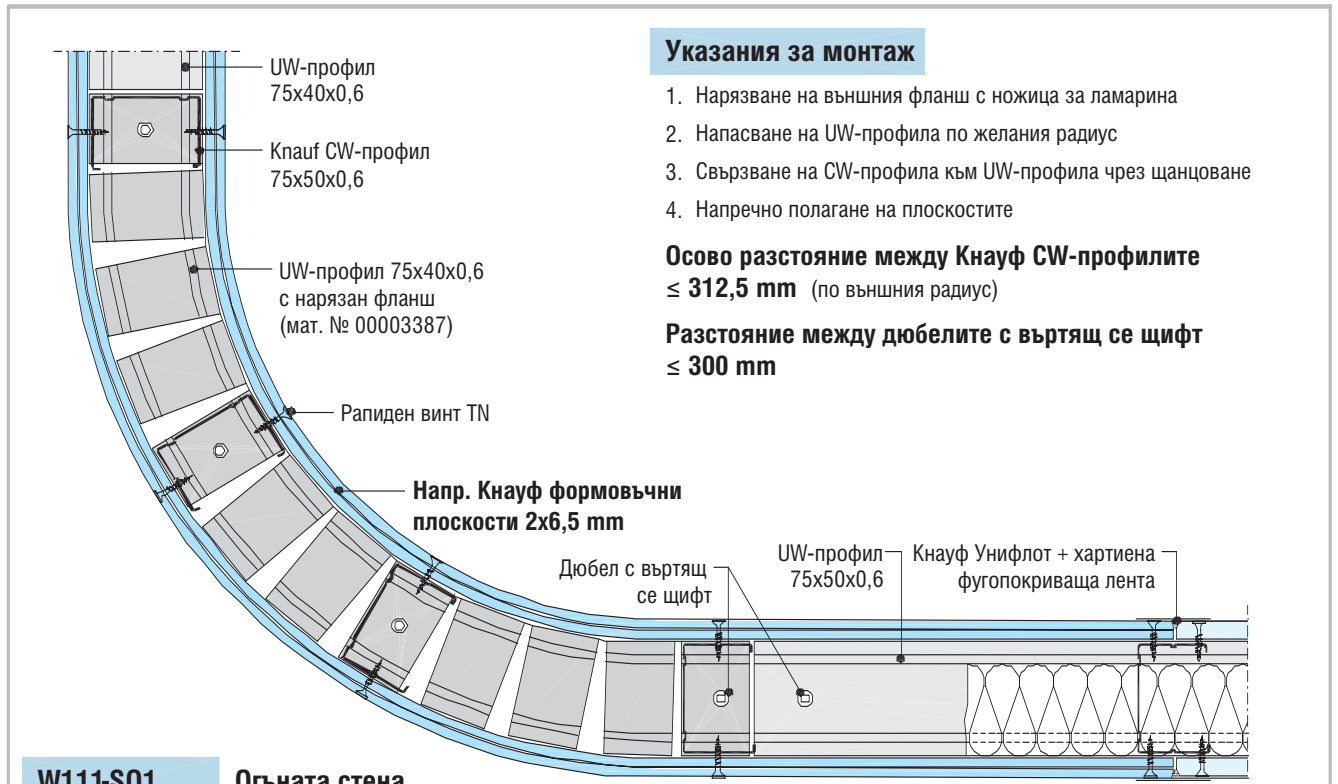 UW-профил
75x40x0,6
Knauf CW-профил
75x50x0,6
UW-профил 75x40x0,6
с нарязан фланш
(мат. № 00003387)
Рапиден винт TN
Напр. Кнауф формовъчни
плоскости 2x6,5 mm
Указания за монтаж
1. Нарязване на външния фланш с ножица за ламарина
2. Напасване на UW-профила по желания радиус
3. Свързване на CW-профила към UW-профила чрез щанцоване
4. Напречно полагане на плоскостите
Осово разстояние между Кнауф CW-профилите
≤ 312,5 mm (по външния радиус)
Разстояние между дюбелите с въртящ се щифт
≤ 300 mm
Дюбел с въртящ
се щифт
UW-профил
75x50x0,6
Кнауф Унифлот + хартиена
фугопокриваща лента
W111-SO1 Огъната стена